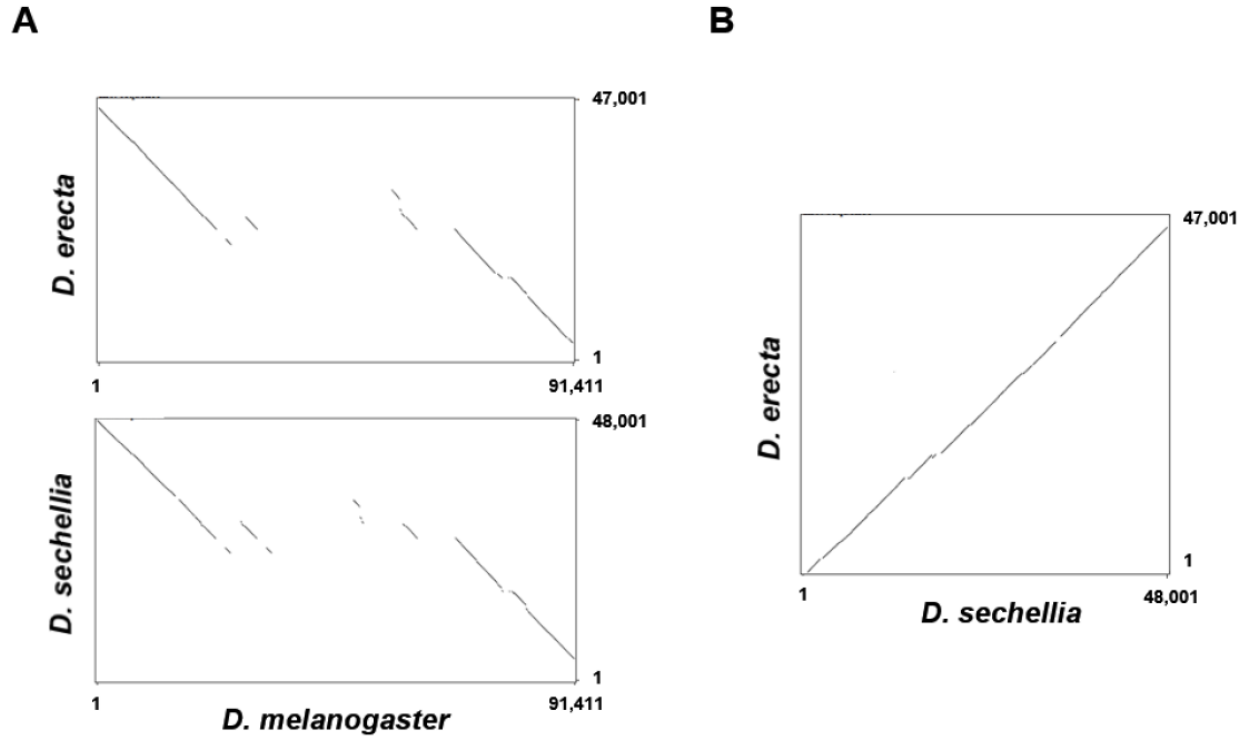 A
B
D. erecta
47,001
1
1
91,411
D. sechellia
48,001
1
1
91,411
D. melanogaster
D. erecta
47,001
1
1
48,001
D. sechellia